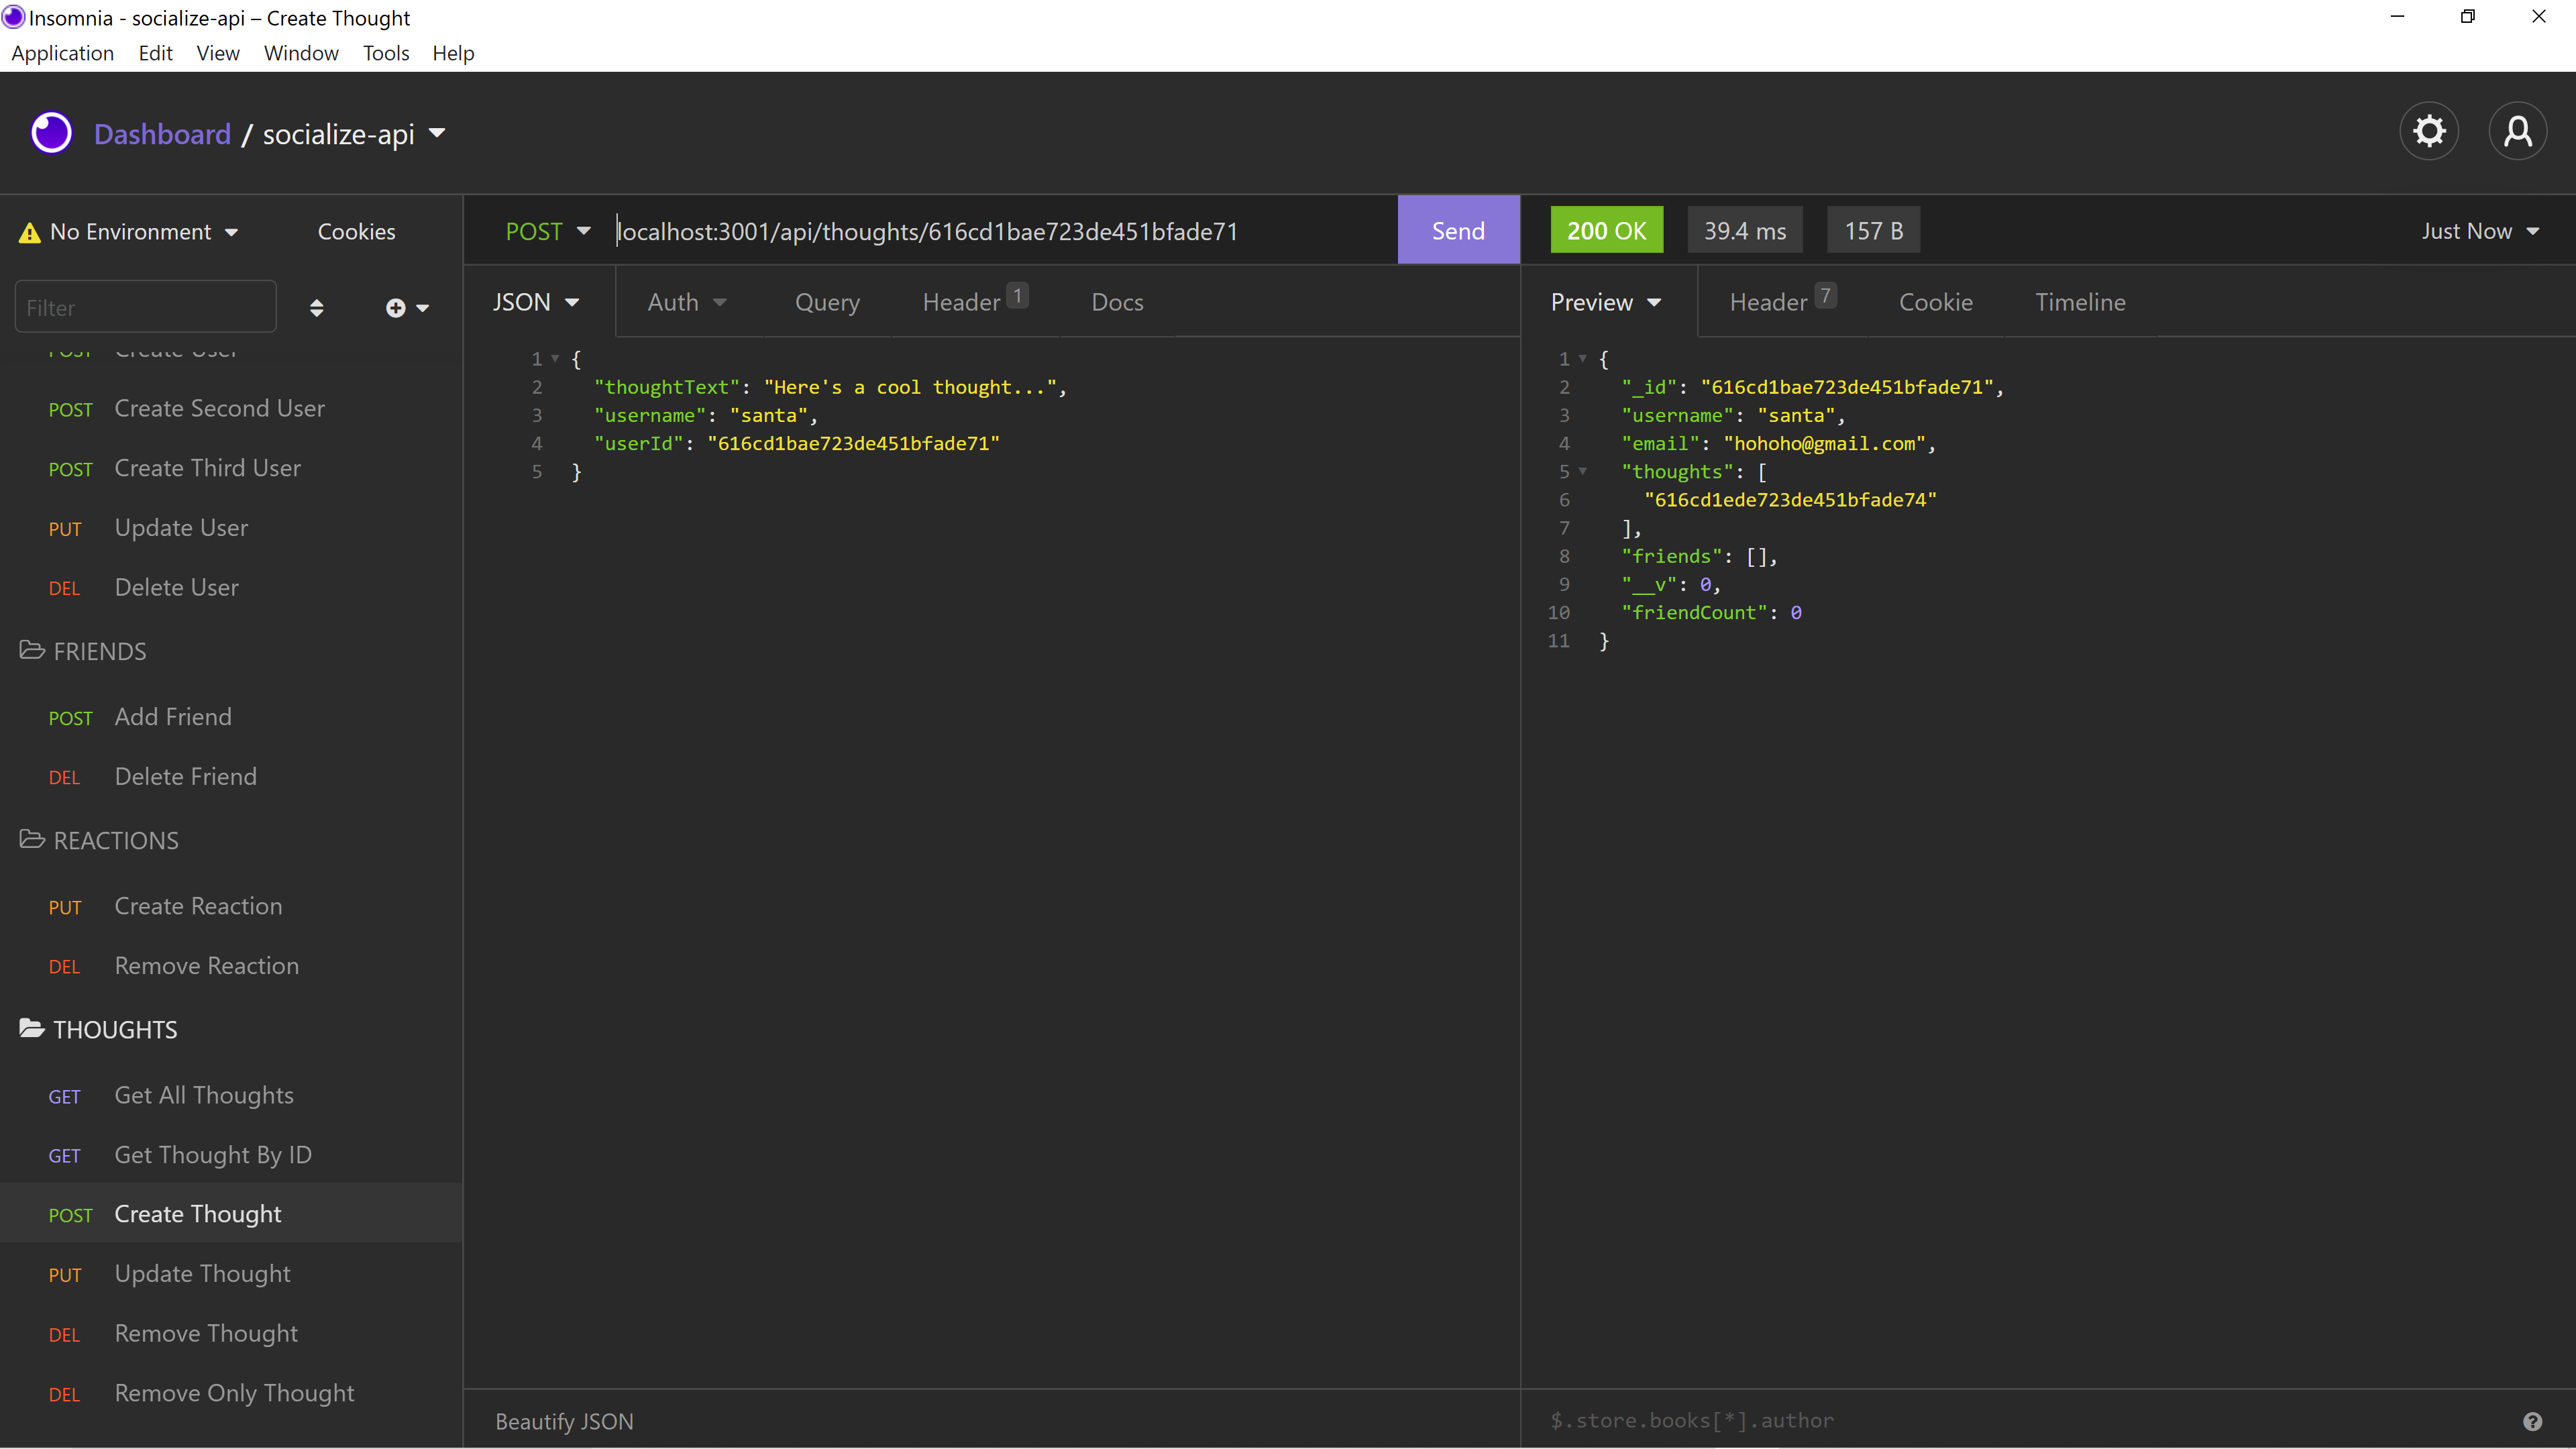 Insomnia - socialize-api – Create Thought
Application Edit View Window Tools Help
Dashboard / socialize-api
No Environment Cookies
Filter
POST Create User
POST Create Second User
POST Create Third User
PUT Update User
DEL Delete User
FRIENDS
POST Add Friend
DEL Delete Friend
REACTIONS
PUT Create Reaction
DEL Remove Reaction
THOUGHTS
GET Get All Thoughts
GET Get Thought By ID
POST Create Thought
PUT Update Thought
DEL Remove Thought
DEL Remove Only Thought
POST localhost:3001/api/thoughts/616cd1bae723de451bfade71 Send
JSON Auth Query Header 1 Docs
1 {
2 "thoughtText": "Here's a cool thought...",
3 "username": "santa",
4 "userId": "616cd1bae723de451bfade71"
5 }
Beautify JSON
200 OK 39.4 ms 157 B Just Now
Preview Header 7 Cookie Timeline
1 {
2 "_id": "616cd1bae723de451bfade71",
3 "username": "santa",
4 "email": "hohoho@gmail.com",
5 "thoughts": [
6 "616cd1ede723de451bfade74"
7 ],
8 "friends": [],
9 "__v": 0,
10 "friendCount": 0
11 }
$.store.books[*].author
?